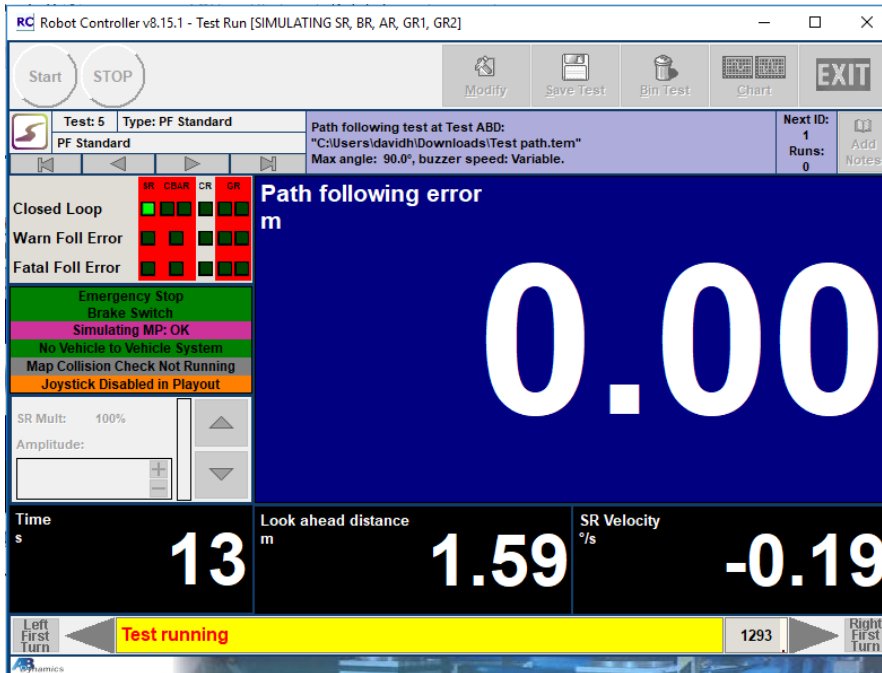 RC Robot Controller v8.15.1 - Test Run [SIMULATING SR, BR, AR, GR1, GR2]
Start STOP Modify Save Test Bin Test Chart EXIT
Test: 5 Type: PF Standard
PF Standard
Path following test at Test ABD:
"C:\Users\davidh\Downloads\Test path.tem"
Max angle: 90.0°, buzzer speed: Variable.
Next ID:
1
Runs:
0
Add
Notes
SR CBAR CR GR
Closed Loop
Warn Foll Error
Fatal Foll Error
Emergency Stop
Brake Switch
Simulating MP: OK
No Vehicle to Vehicle System
Map Collision Check Not Running
Joystick Disabled in Playout
SR Mult: 100%
Amplitude:
Path following error
m
0.00
Time
s
13
Look ahead distance
m
1.59
SR Velocity
°/s
-0.19
Left
First
Turn
Test running
1293
Right
First
Turn
AB Dynamics